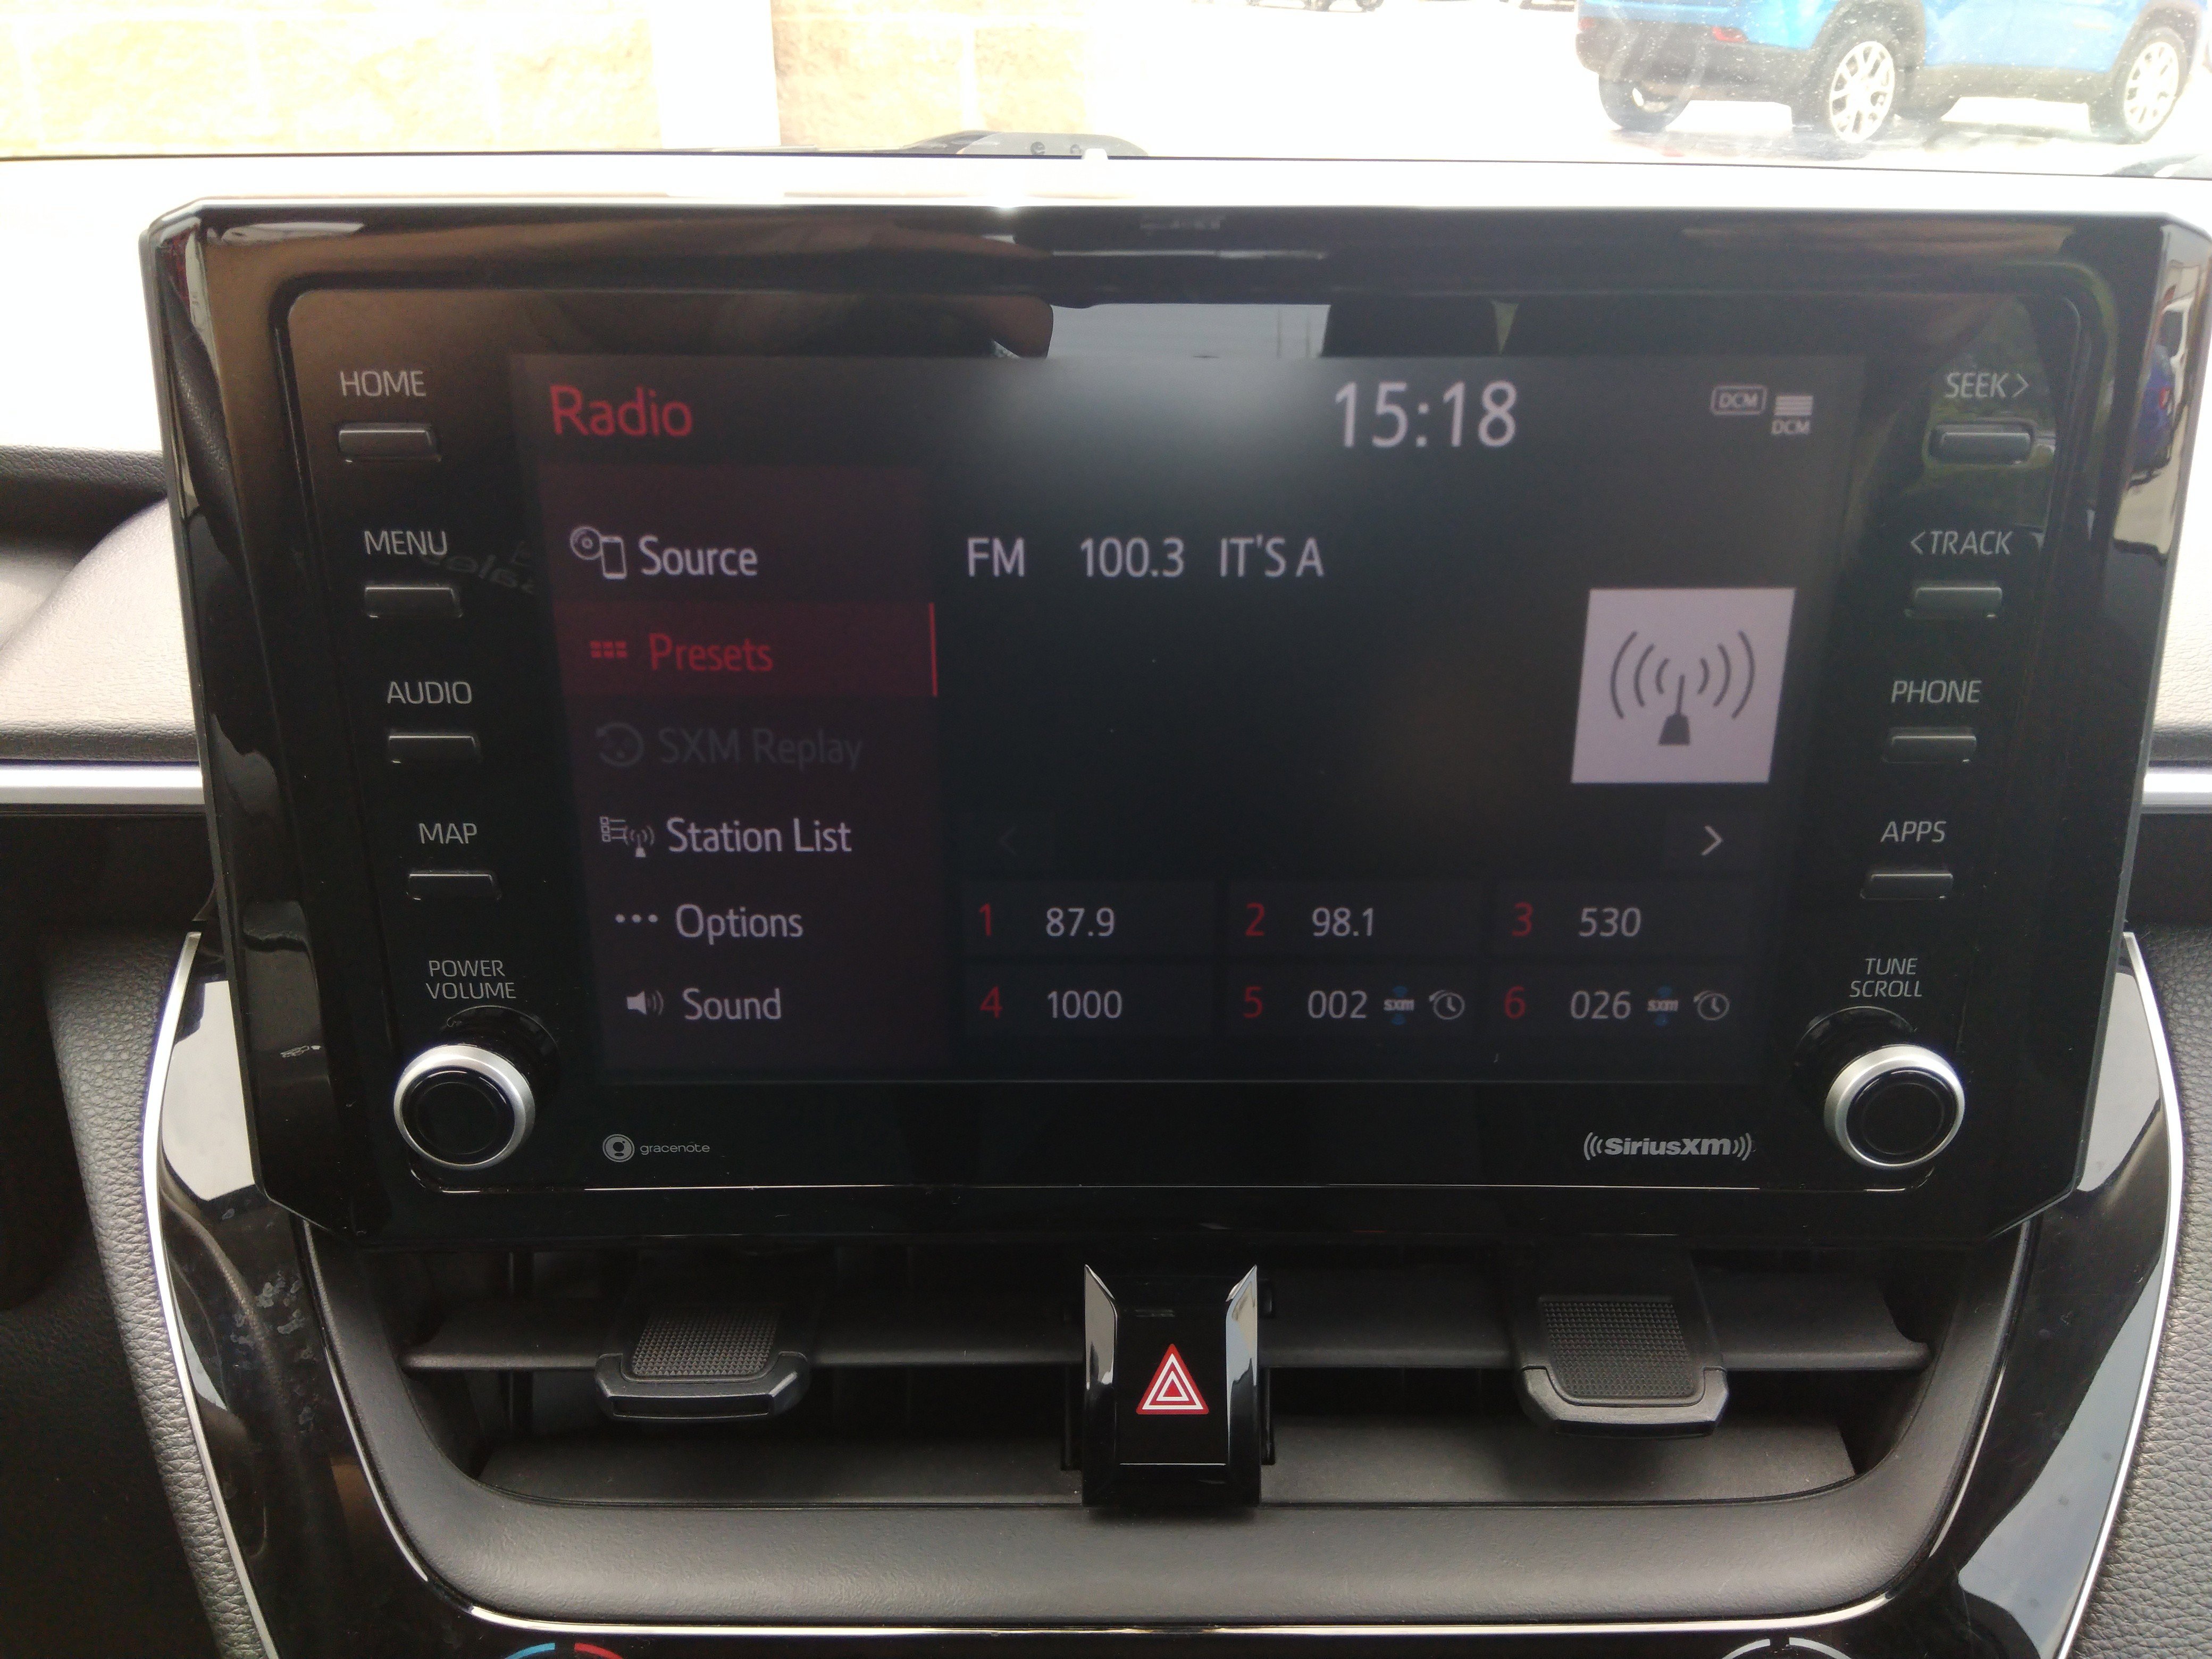 HOME
MENU
AUDIO
MAP
POWER
VOLUME
Radio
15:18
DCM
DCM
Source
Presets
SXM Replay
Station List
Options
Sound
FM 100.3 IT'S A
1 87.9
2 98.1
3 530
4 1000
5 002 sxm
6 026 sxm
SEEK>
<TRACK
PHONE
APPS
TUNE
SCROLL
gracenote
((SiriusXM))